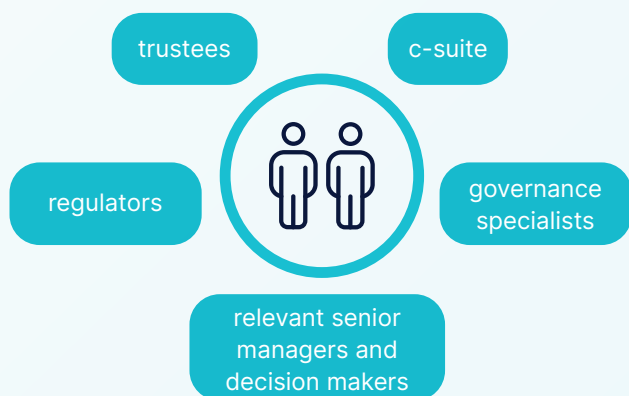 trustees
c-suite
regulators
governance
specialists
relevant senior
managers and
decision makers